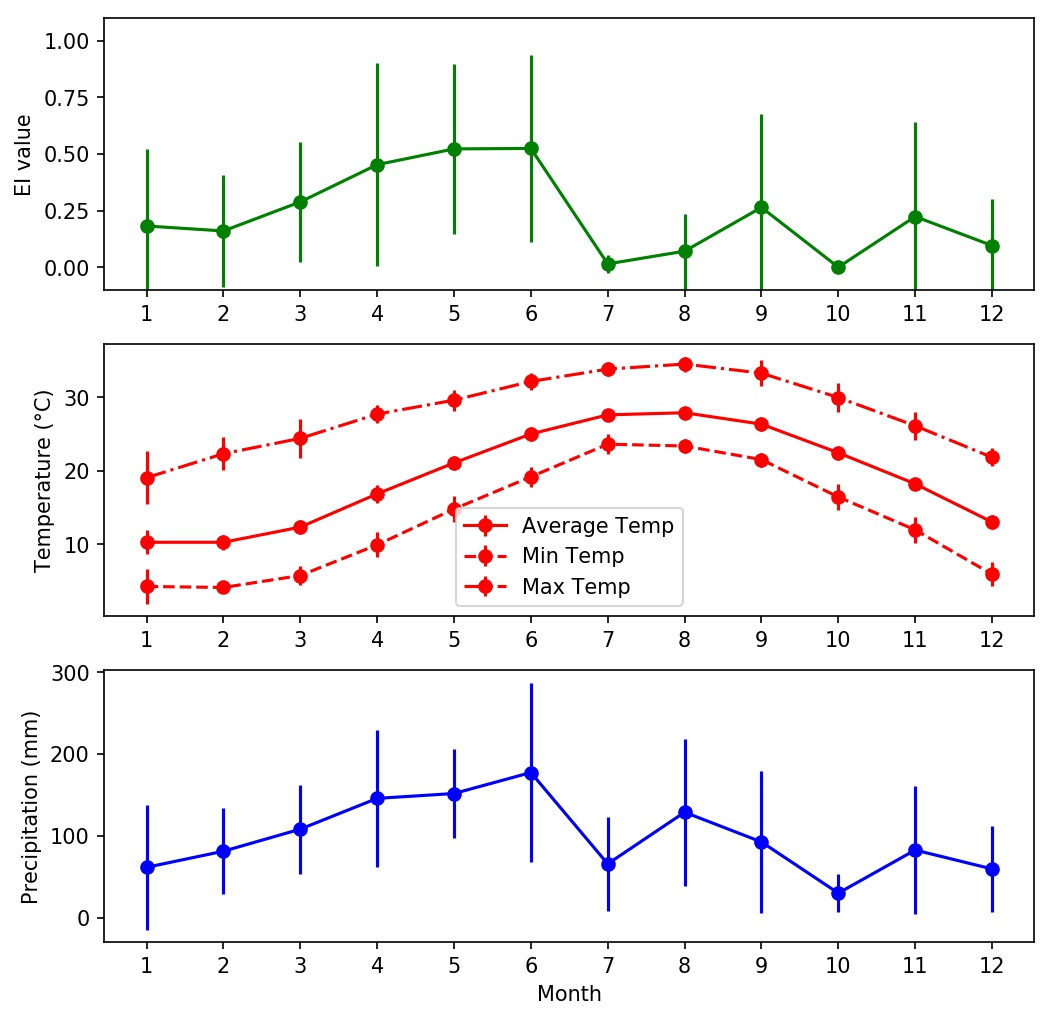 1.00
0.75
0.50
0.25
0.00
EI value
1 2 3 4 5 6 7 8 9 10 11 12
30
20
10
Temperature (°C)
Average Temp
Min Temp
Max Temp
1 2 3 4 5 6 7 8 9 10 11 12
300
200
100
0
Precipitation (mm)
1 2 3 4 5 6 7 8 9 10 11 12
Month